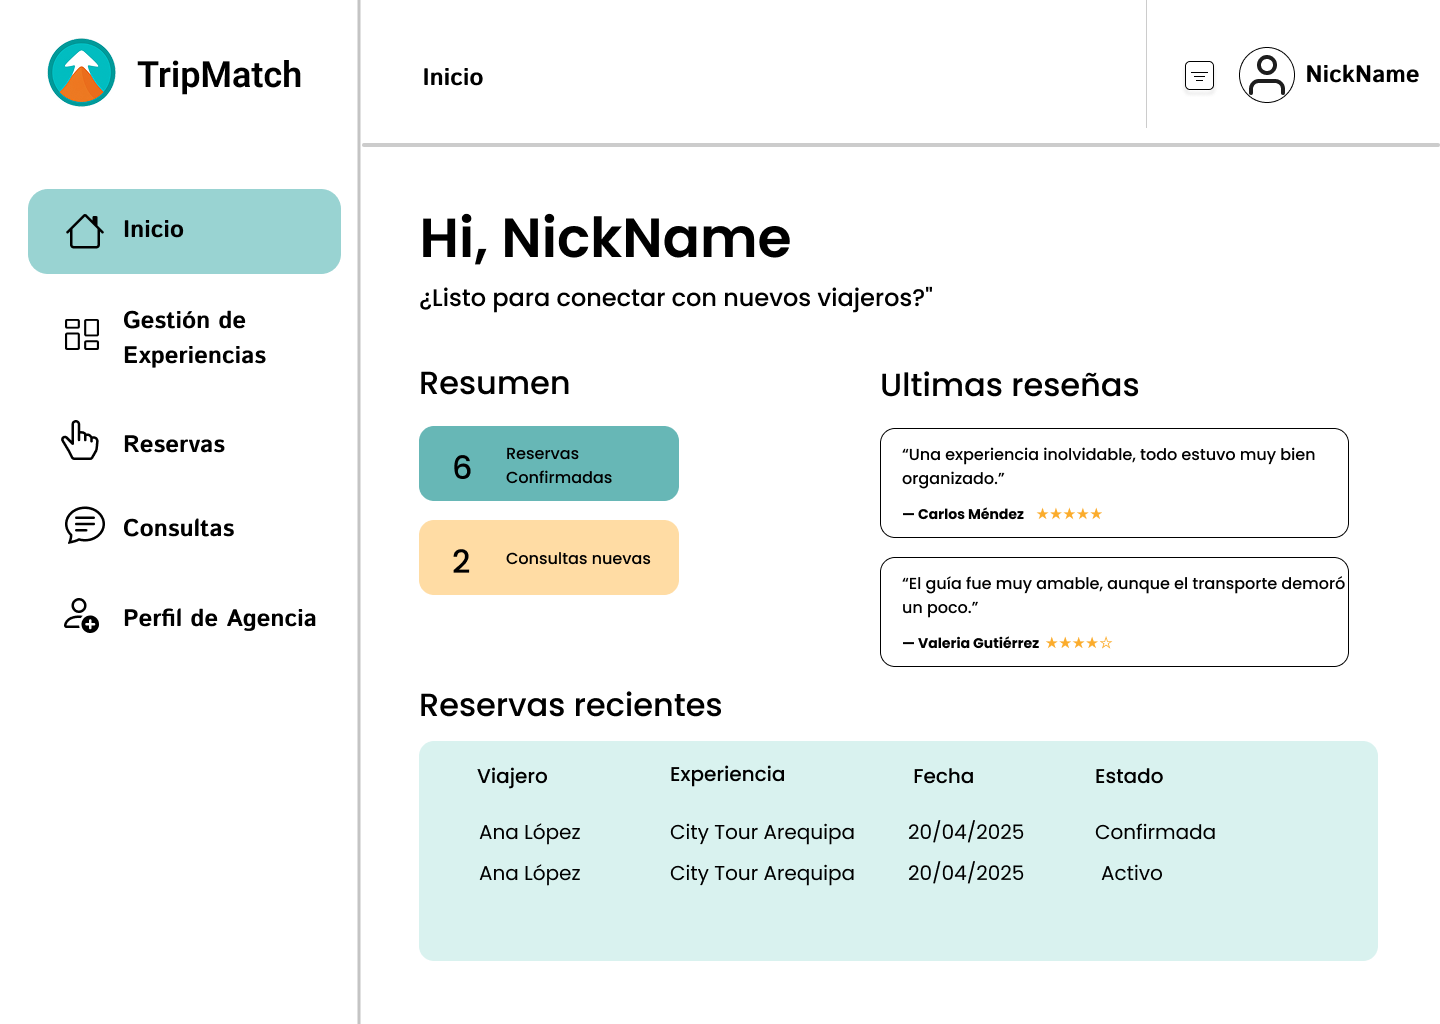 TripMatch
Inicio
NickName
Inicio
Gestión de
Experiencias
Reservas
Consultas
Perfil de Agencia
Hi, NickName
¿Listo para conectar con nuevos viajeros?"
Resumen
6
Reservas
Confirmadas
2
Consultas nuevas
Ultimas reseñas
“Una experiencia inolvidable, todo estuvo muy bien
organizado.”
— Carlos Méndez ★★★★★
“El guía fue muy amable, aunque el transporte demoró
un poco.”
— Valeria Gutiérrez ★★★★☆
Reservas recientes
Viajero Experiencia Fecha Estado
Ana López City Tour Arequipa 20/04/2025 Confirmada
Ana López City Tour Arequipa 20/04/2025 Activo